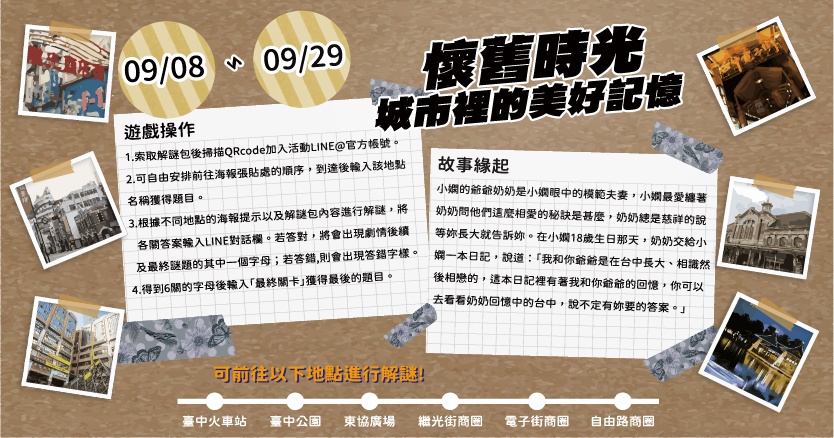 09/08 ~ 09/29
懷舊時光
城市裡的美好記憶
遊戲操作
1.索取解謎包後掃描QRcode加入活動LINE@官方帳號。
2.可自由安排前往海報張貼處的順序，到達後輸入該地點
名稱獲得題目。
3.根據不同地點的海報提示以及解謎包內容進行解謎，將
各關答案輸入LINE對話欄。若答對，將會出現劇情後續
及最終謎題的其中一個字母；若答錯,則會出現答錯字樣。
4.得到6關的字母後輸入「最終關卡」獲得最後的題目。
故事緣起
小嫻的爺爺奶奶是小嫻眼中的模範夫妻，小嫻最愛纏著
奶奶問他們這麼相愛的秘訣是甚麼，奶奶總是慈祥的說
等妳長大就告訴妳。在小嫻18歲生日那天，奶奶交給小
嫻一本日記，說道：「我和你爺爺是在台中長大、相識然
後相戀的，這本日記裡有著我和你爺爺的回憶，你可以
去看看奶奶回憶中的台中，說不定有妳要的答案。」
可前往以下地點進行解謎!
臺中火車站 臺中公園 東協廣場 繼光街商圈 電子街商圈 自由路商圈